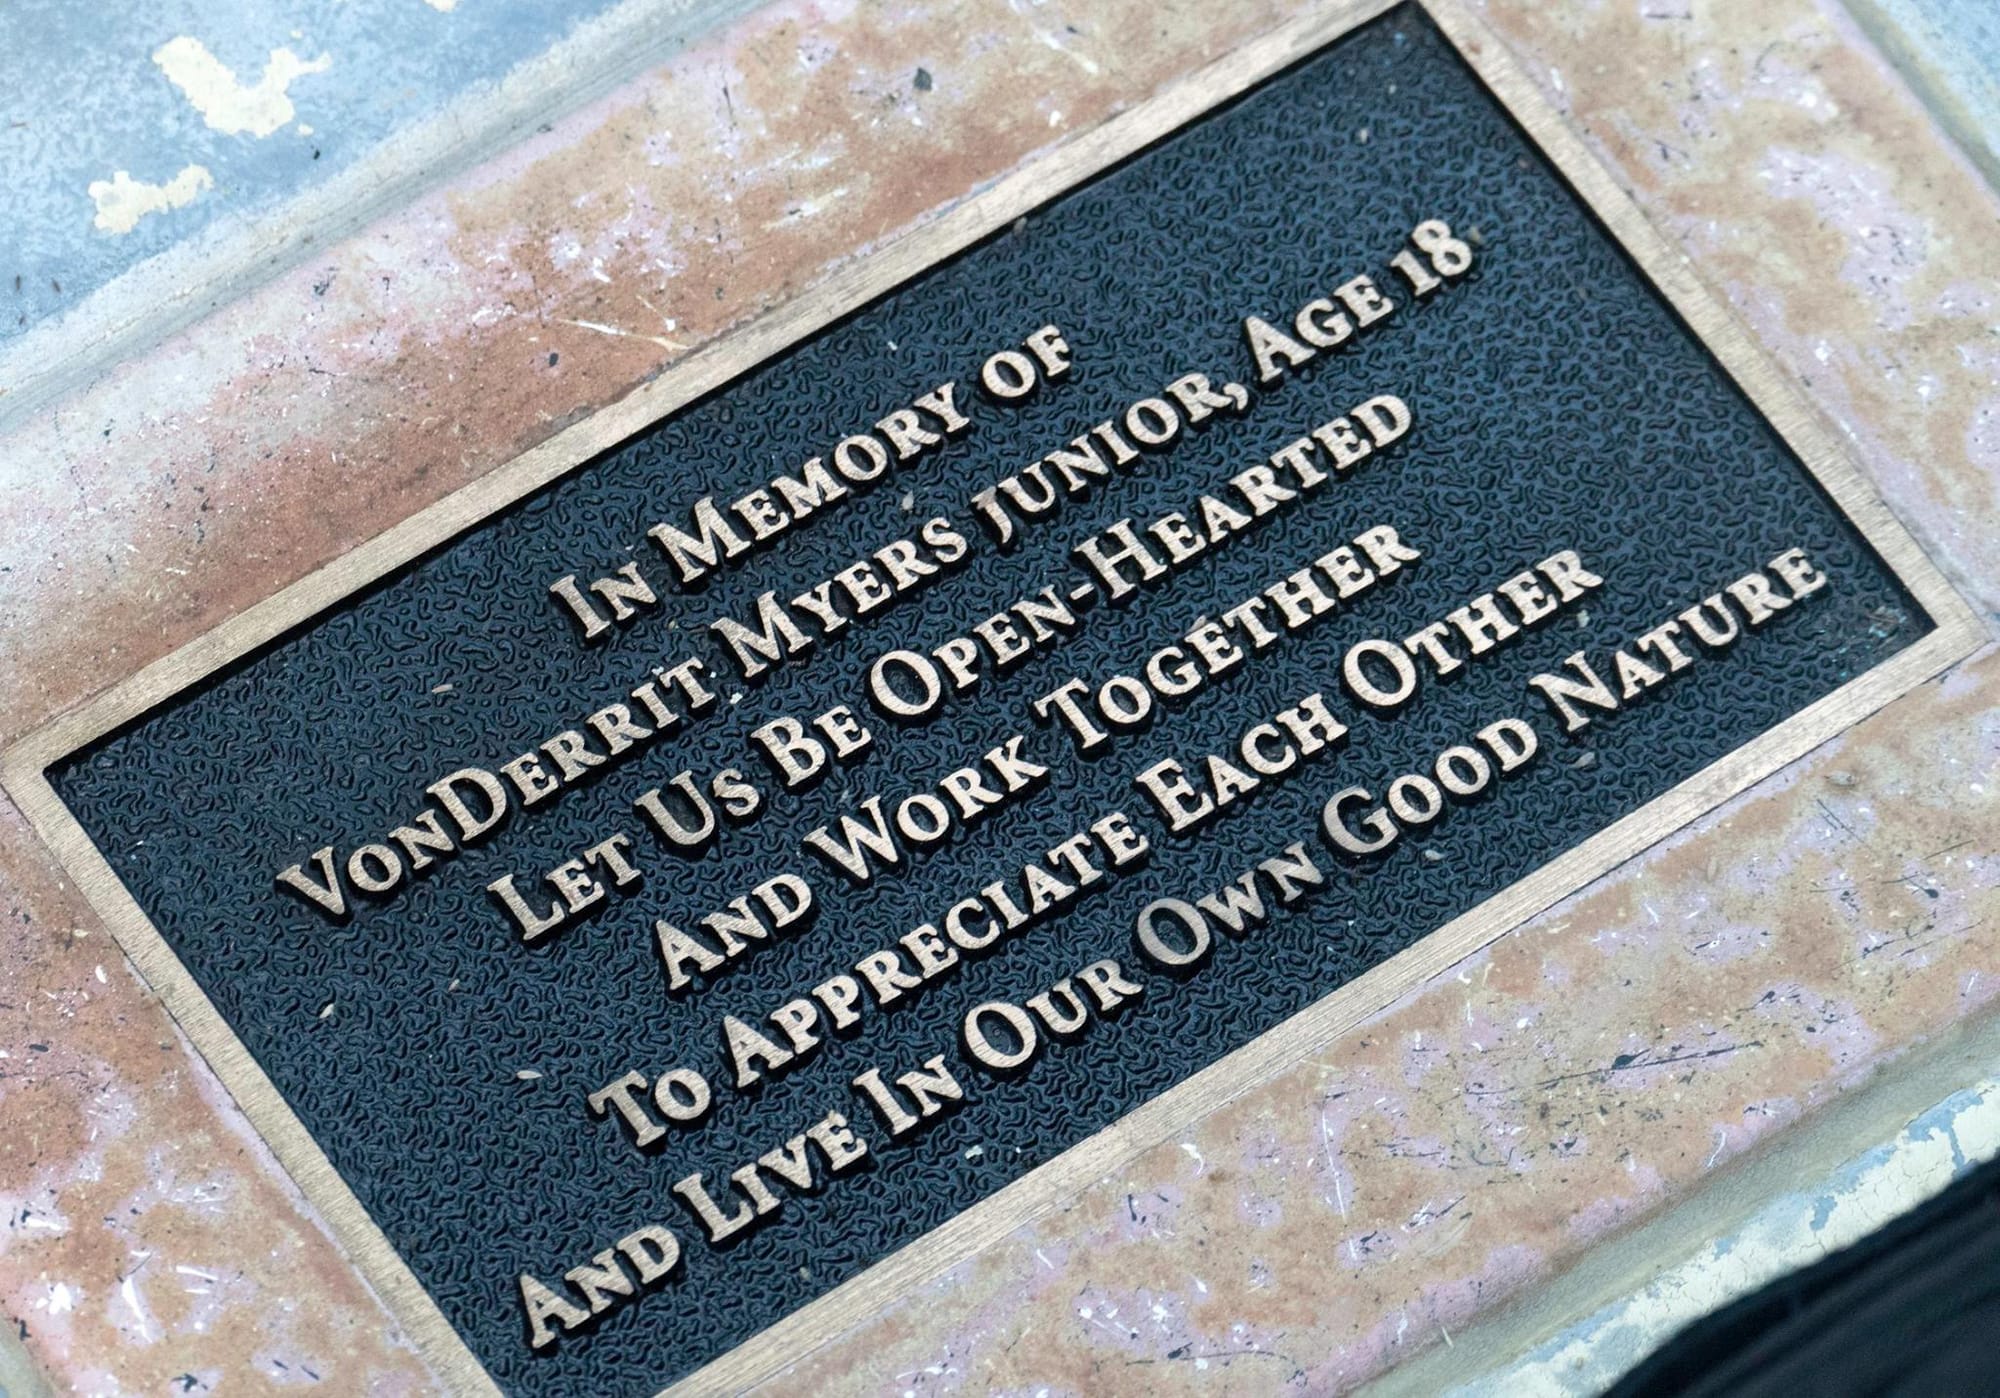 In Memory of
VonDerrit Myers junior, Age 18
Let Us Be Open-Hearted
And Work Together
To Appreciate Each Other
And Live In Our Own Good Nature